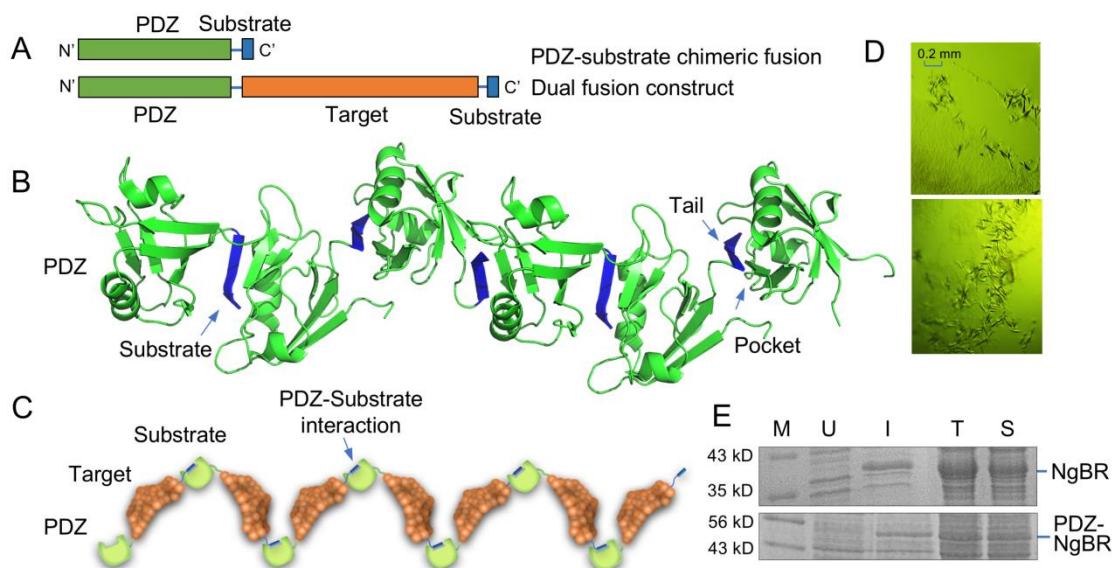 A
PDZ
Substrate
N'
C'
PDZ-substrate chimeric fusion
N'
C'
Dual fusion construct
PDZ
Target
Substrate
B
PDZ
Substrate
Tail
Pocket
C
PDZ-Substrate
interaction
Substrate
Target
PDZ
D
0.2 mm
E
M U I T S
43 kD
35 kD
NgBR
56 kD
43 kD
PDZ-
NgBR